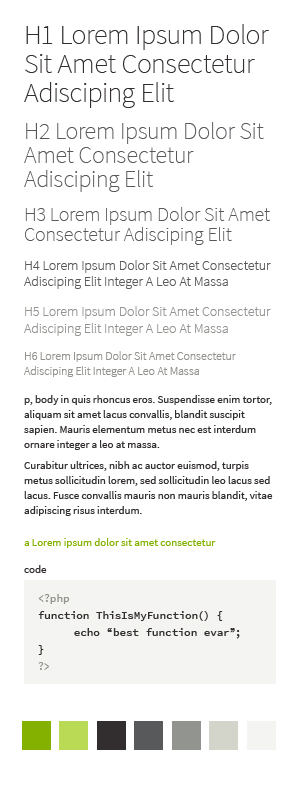 H1 Lorem Ipsum Dolor
Sit Amet Consectetur
Adisciping Elit
H2 Lorem Ipsum Dolor Sit
Amet Consectetur
Adisciping Elit
H3 Lorem Ipsum Dolor Sit Amet
Consectetur Adisciping Elit
H4 Lorem Ipsum Dolor Sit Amet Consectetur
Adisciping Elit Integer A Leo At Massa
H5 Lorem Ipsum Dolor Sit Amet Consectetur
Adisciping Elit Integer A Leo At Massa
H6 Lorem Ipsum Dolor Sit Amet Consectetur
Adisciping Elit Integer A Leo At Massa
p, body in quis rhoncus eros. Suspendisse enim tortor,
aliquam sit amet lacus convallis, blandit suscipit
sapien. Mauris elementum metus nec est interdum
ornare integer a leo at massa.
Curabitur ultrices, nibh ac auctor euismod, turpis
metus sollicitudin lorem, sed sollicitudin leo lacus sed
lacus. Fusce convallis mauris non mauris blandit, vitae
adipiscing risus interdum.
a Lorem ipsum dolor sit amet consectetur
code
<?php
function ThisIsMyFunction() {
echo “best function evar”;
}
?>